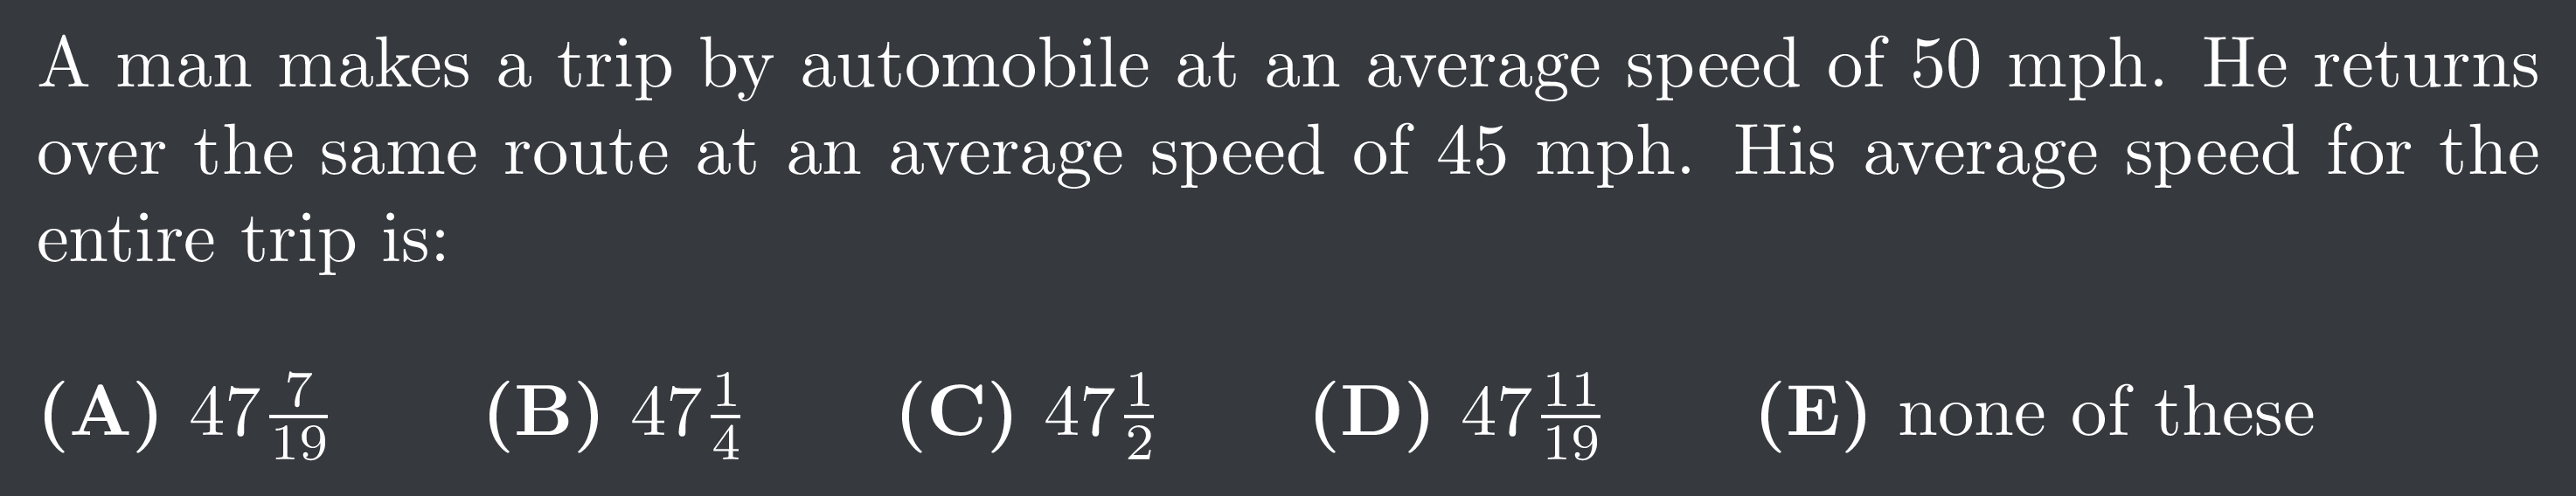 A man makes a trip by automobile at an average speed of 50 mph. He returns
over the same route at an average speed of 45 mph. His average speed for the
entire trip is:
(A) 47 7/19 (B) 47 1/4 (C) 47 1/2 (D) 47 11/19 (E) none of these